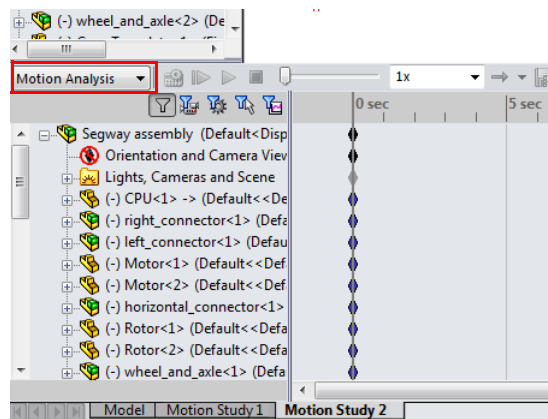 (-) wheel_and_axle<2> (De
Motion Analysis
1x
0 sec
5 sec
Segway assembly (Default<Disp
Orientation and Camera View
Lights, Cameras and Scene
(-) CPU<1> -> (Default<<De
(-) right_connector<1> (Defa
(-) left_connector<1> (Defau
(-) Motor<1> (Default<<Def
(-) Motor<2> (Default<<Def
(-) horizontal_connector<1>
(-) Rotor<1> (Default<<Defa
(-) Rotor<2> (Default<<Defa
(-) wheel_and_axle<1> (Defa
Model
Motion Study 1
Motion Study 2